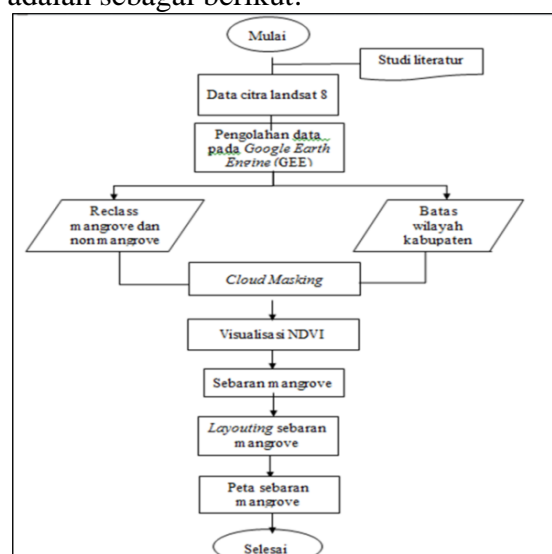 adalah sebagai berikut:
Mulai
Studi literatur
Data citra landsat 8
Pengolahan data
pada Google Earth
Engine (GEE)
Reclass
mangrove dan
non mangrove
Batas
wilayah
kabupaten
Cloud Masking
Visualisasi NDVI
Sebaran mangrove
Layouting sebaran
mangrove
Peta sebaran
mangrove
Selesai